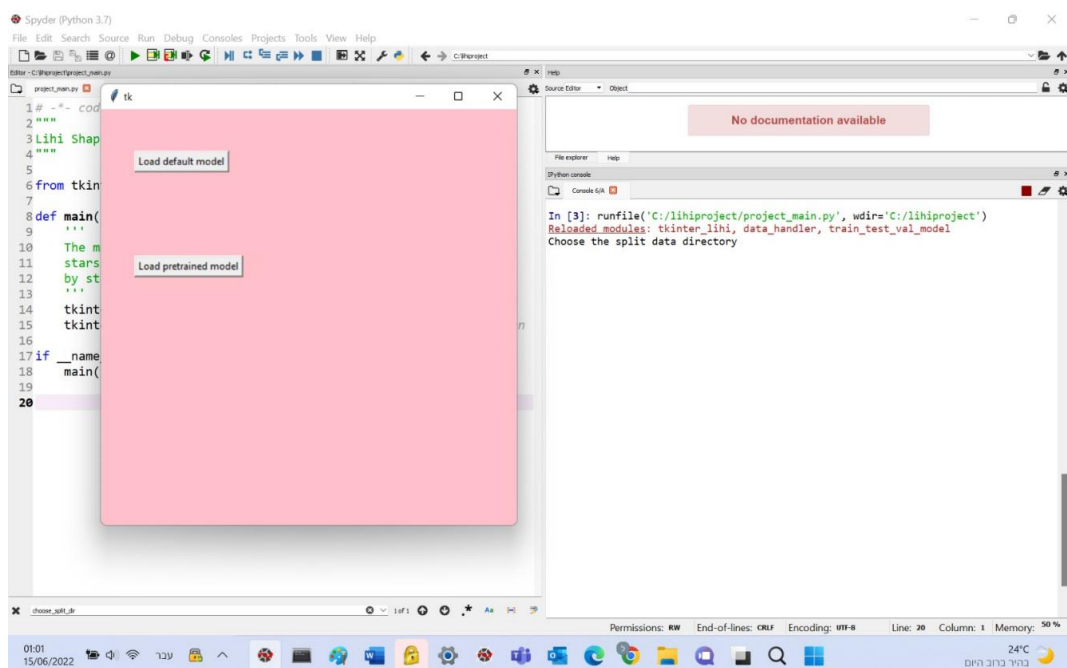 Spyder (Python 3.7)
File Edit Search Source Run Debug Consoles Projects Tools View Help
C:\lihiproject
Editor - C:\lihiproject\project_main.py
project_main.py
1 # -*- cod
2 """
3 Lihi Shap
4 """
5
6 from tkin
7
8 def main(
9 '''
10 The m
11 stars
12 by st
13 '''
14 tkint
15 tkint n
16
17 if __name_
18 main(
19
20
tk
Load default model
Load pretrained model
choose_split_dir
1 of 1
.* Aa
Help
Source Editor Object
No documentation available
File explorer Help
IPython console
Console 6/A
In [3]: runfile('C:/lihiproject/project_main.py', wdir='C:/lihiproject')
Reloaded modules: tkinter_lihi, data_handler, train_test_val_model
Choose the split data directory
Permissions: RW End-of-lines: CRLF Encoding: UTF-8 Line: 20 Column: 1 Memory: 50 %
01:01
15/06/2022
עבר
24°C
בהיר ברוב היום